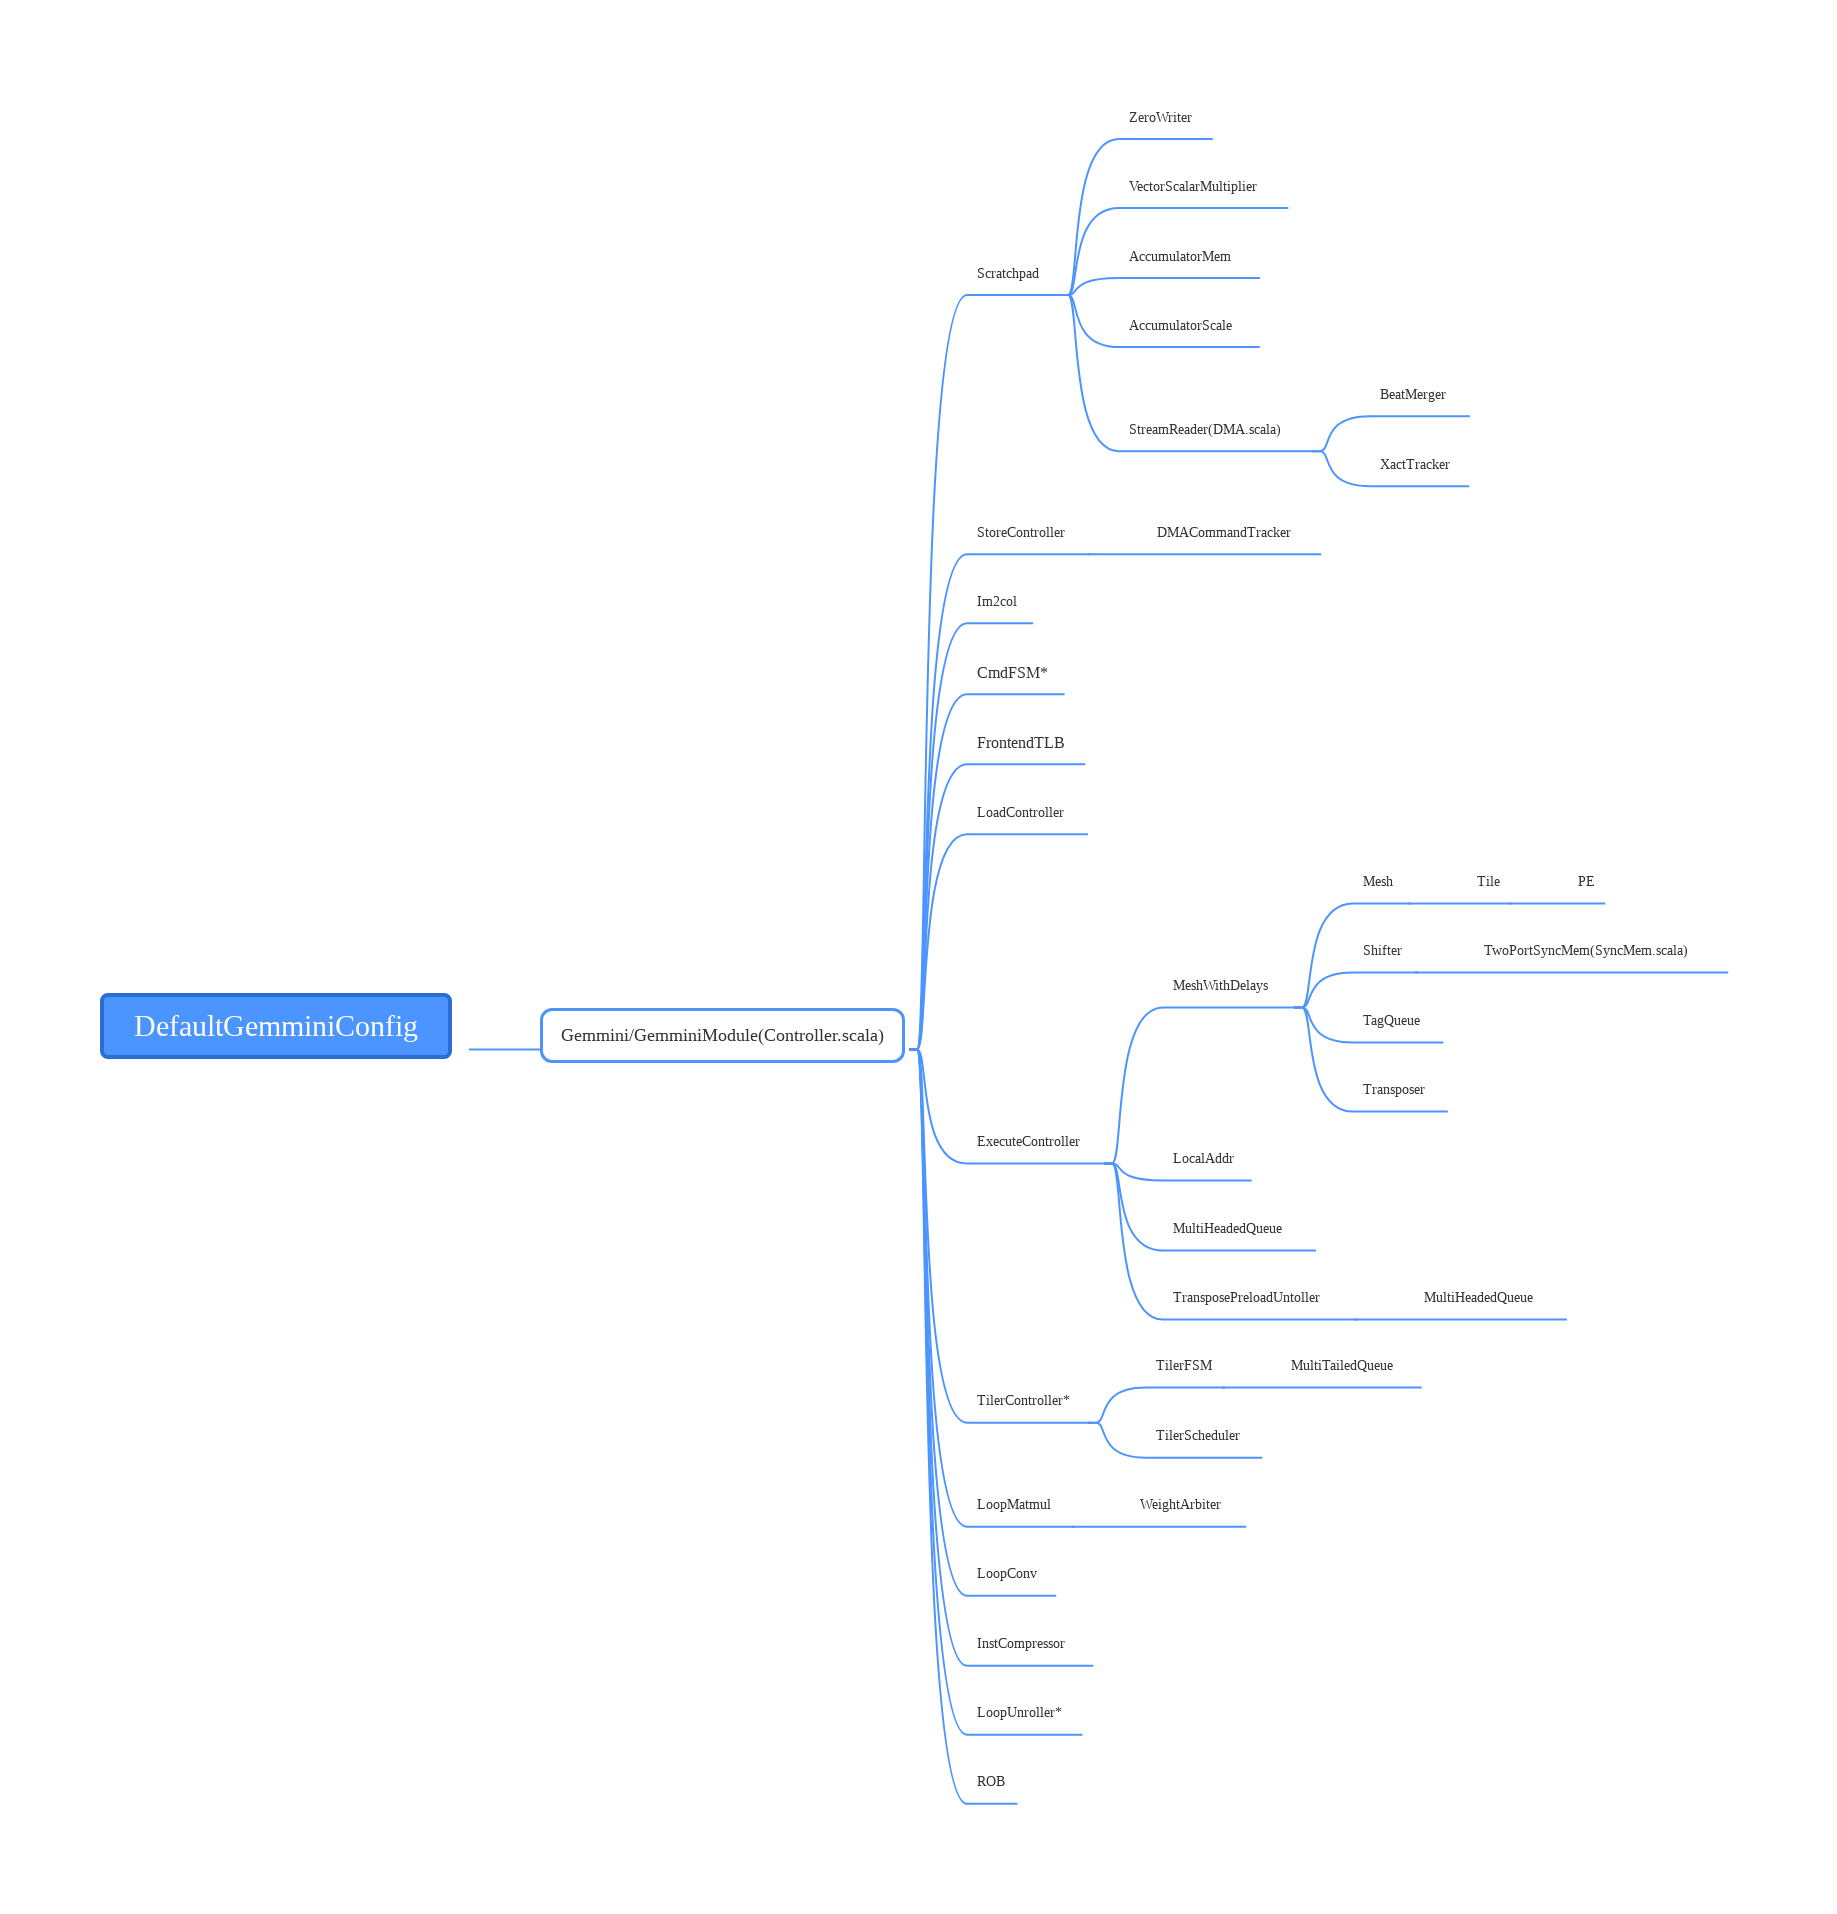 DefaultGemminiConfig
Gemmini/GemminiModule(Controller.scala)
Scratchpad
ZeroWriter
VectorScalarMultiplier
AccumulatorMem
AccumulatorScale
StreamReader(DMA.scala)
BeatMerger
XactTracker
StoreController
DMACommandTracker
Im2col
CmdFSM*
FrontendTLB
LoadController
ExecuteController
MeshWithDelays
Mesh
Tile
PE
Shifter
TwoPortSyncMem(SyncMem.scala)
TagQueue
Transposer
LocalAddr
MultiHeadedQueue
TransposePreloadUntoller
MultiHeadedQueue
TilerController*
TilerFSM
MultiTailedQueue
TilerScheduler
LoopMatmul
WeightArbiter
LoopConv
InstCompressor
LoopUnroller*
ROB